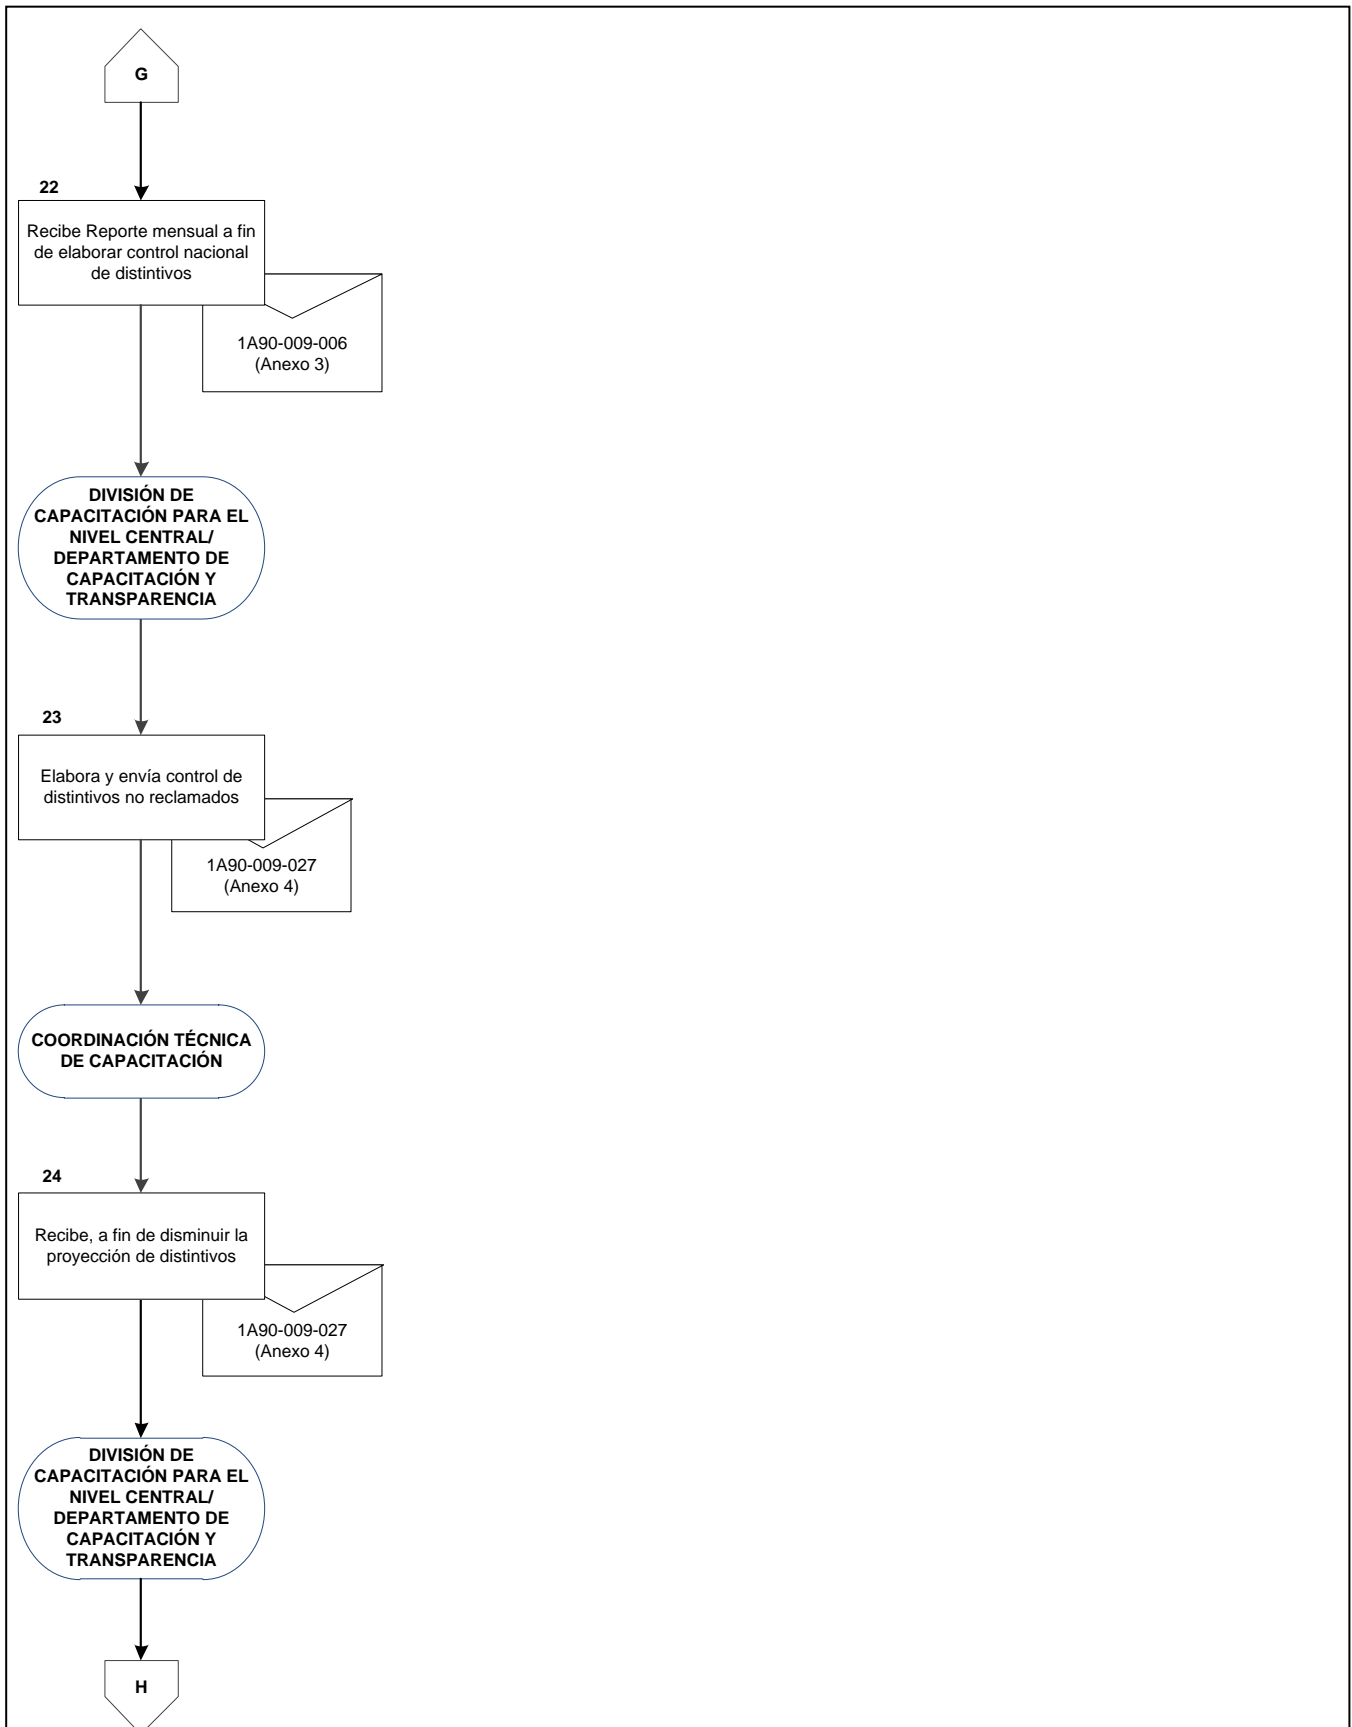 G
22
Recibe Reporte mensual a fin
de elaborar control nacional
de distintivos
1A90-009-006
(Anexo 3)
DIVISIÓN DE
CAPACITACIÓN PARA EL
NIVEL CENTRAL/
DEPARTAMENTO DE
CAPACITACIÓN Y
TRANSPARENCIA
23
Elabora y envía control de
distintivos no reclamados
1A90-009-027
(Anexo 4)
COORDINACIÓN TÉCNICA
DE CAPACITACIÓN
24
Recibe, a fin de disminuir la
proyección de distintivos
1A90-009-027
(Anexo 4)
DIVISIÓN DE
CAPACITACIÓN PARA EL
NIVEL CENTRAL/
DEPARTAMENTO DE
CAPACITACIÓN Y
TRANSPARENCIA
H